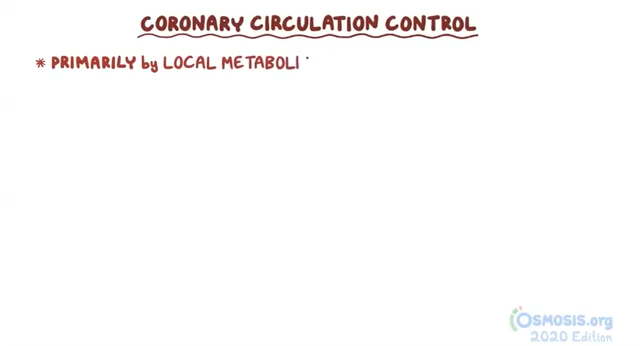 CORONARY CIRCULATION CONTROL
* PRIMARILY by LOCAL METABOLI
OSMOSIS.org
2020 Edition